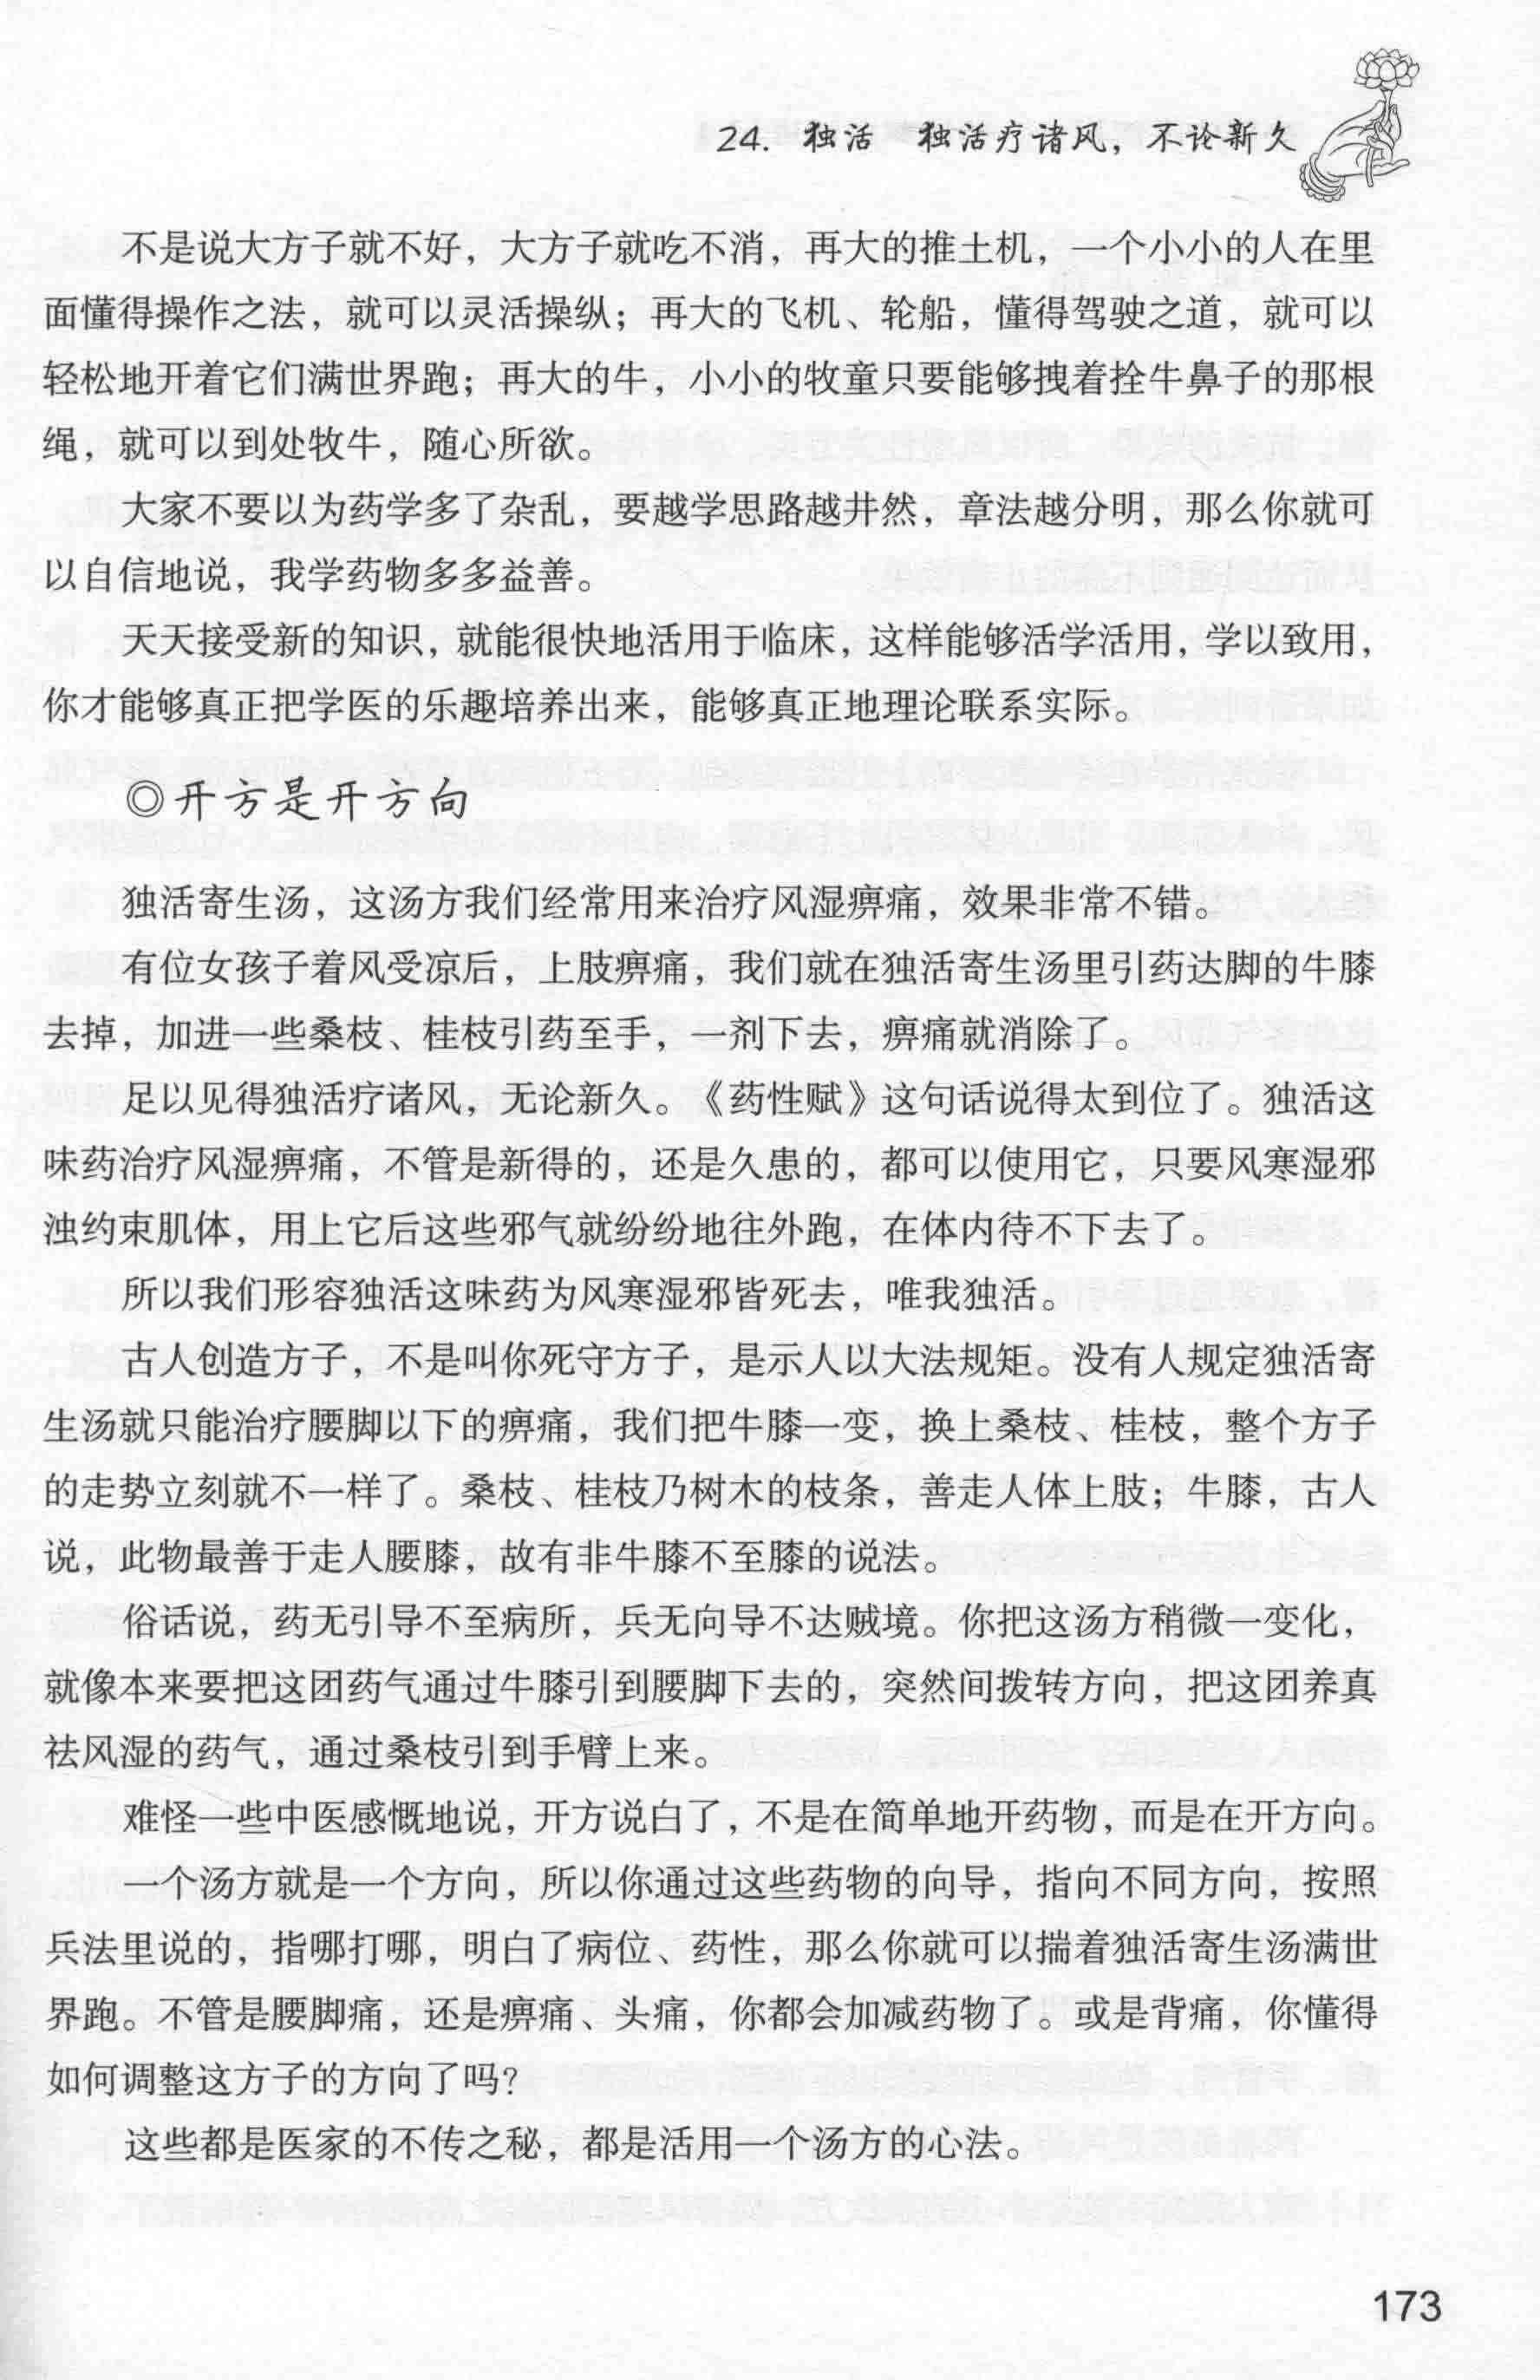 24. 独活　独活疗诸风，不论新久
不是说大方子就不好，大方子就吃不消，再大的推土机，一个小小的人在里
面懂得操作之法，就可以灵活操纵；再大的飞机、轮船，懂得驾驶之道，就可以
轻松地开着它们满世界跑；再大的牛，小小的牧童只要能够拽着拴牛鼻子的那根
绳，就可以到处牧牛，随心所欲。
大家不要以为药学多了杂乱，要越学思路越井然，章法越分明，那么你就可
以自信地说，我学药物多多益善。
天天接受新的知识，就能很快地活用于临床，这样能够活学活用，学以致用，
你才能够真正把学医的乐趣培养出来，能够真正地理论联系实际。
◎开方是开方向
独活寄生汤，这汤方我们经常用来治疗风湿痹痛，效果非常不错。
有位女孩子着风受凉后，上肢痹痛，我们就在独活寄生汤里引药达脚的牛膝
去掉，加进一些桑枝、桂枝引药至手，一剂下去，痹痛就消除了。
足以见得独活疗诸风，无论新久。《药性赋》这句话说得太到位了。独活这
味药治疗风湿痹痛，不管是新得的，还是久患的，都可以使用它，只要风寒湿邪
浊约束肌体，用上它后这些邪气就纷纷地往外跑，在体内待不下去了。
所以我们形容独活这味药为风寒湿邪皆死去，唯我独活。
古人创造方子，不是叫你死守方子，是示人以大法规矩。没有人规定独活寄
生汤就只能治疗腰脚以下的痹痛，我们把牛膝一变，换上桑枝、桂枝，整个方子
的走势立刻就不一样了。桑枝、桂枝乃树木的枝条，善走人体上肢；牛膝，古人
说，此物最善于走人腰膝，故有非牛膝不至膝的说法。
俗话说，药无引导不至病所，兵无向导不达贼境。你把这汤方稍微一变化，
就像本来要把这团药气通过牛膝引到腰脚下去的，突然间拨转方向，把这团养真
祛风湿的药气，通过桑枝引到手臂上来。
难怪一些中医感慨地说，开方说白了，不是在简单地开药物，而是在开方向。
一个汤方就是一个方向，所以你通过这些药物的向导，指向不同方向，按照
兵法里说的，指哪打哪，明白了病位、药性，那么你就可以揣着独活寄生汤满世
界跑。不管是腰脚痛，还是痹痛、头痛，你都会加减药物了。或是背痛，你懂得
如何调整这方子的方向了吗？
这些都是医家的不传之秘，都是活用一个汤方的心法。
173